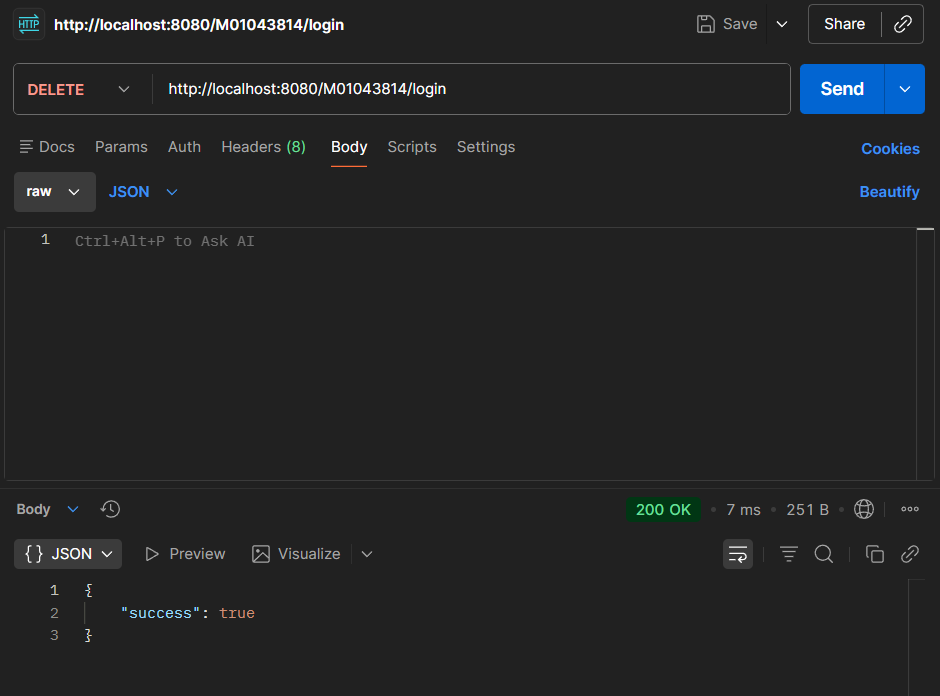 HTTP http://localhost:8080/M01043814/login Save Share
DELETE http://localhost:8080/M01043814/login Send
Docs Params Auth Headers (8) Body Scripts Settings Cookies
raw JSON Beautify
1 Ctrl+Alt+P to Ask AI
Body 200 OK • 7 ms • 251 B •
{} JSON Preview Visualize
1 {
2 "success": true
3 }